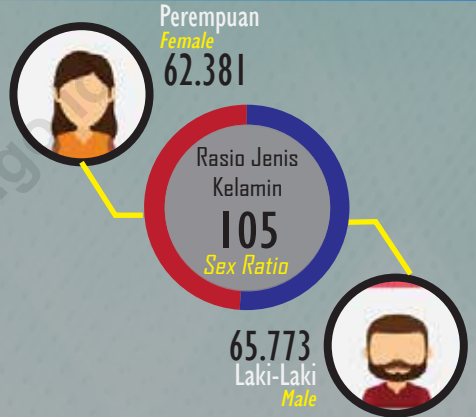 Perempuan
Female
62.381
Rasio Jenis
Kelamin
105
Sex Ratio
65.773
Laki-Laki
Male